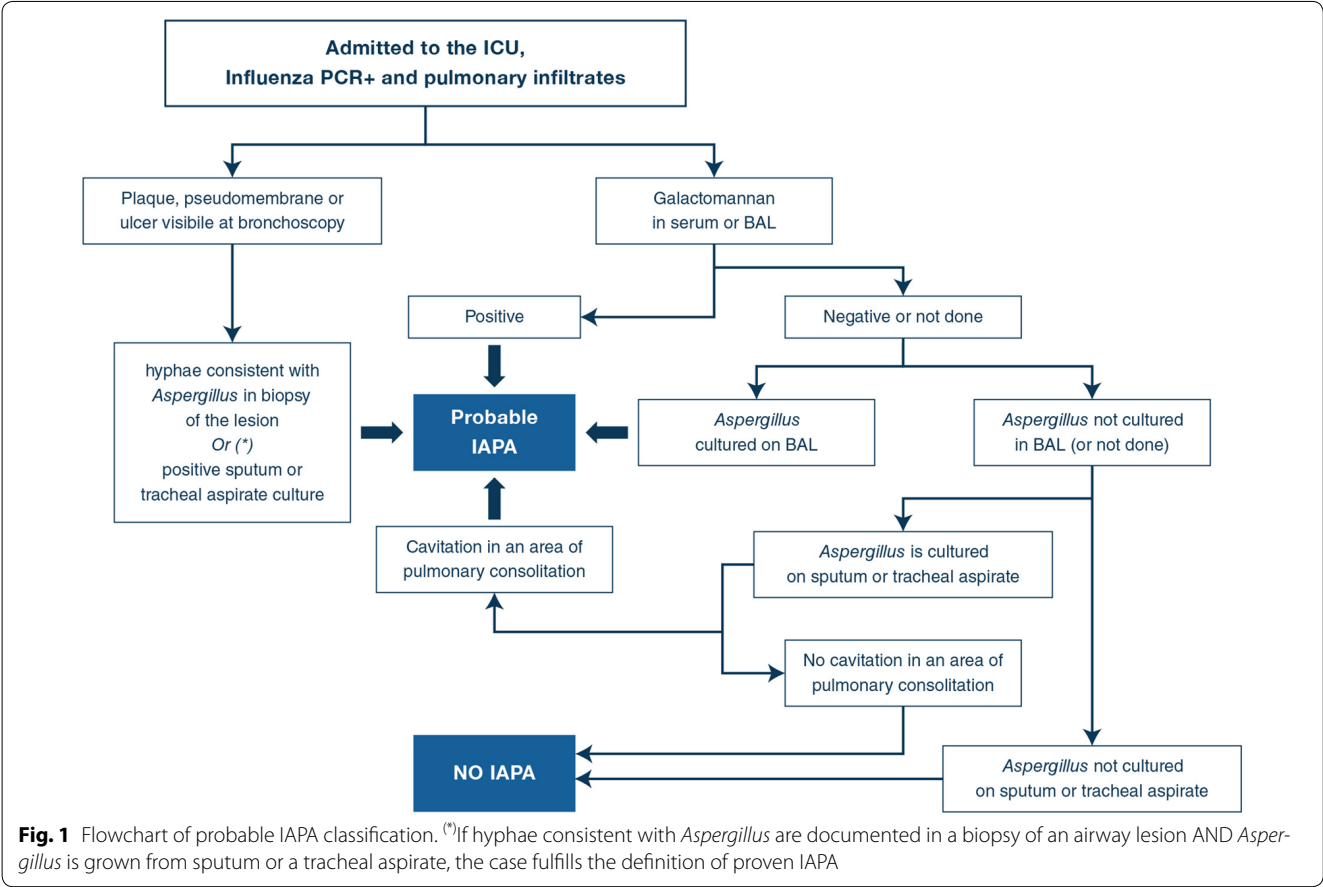 Admitted to the ICU,
Influenza PCR+ and pulmonary infiltrates
Plaque, pseudomembrane or
ulcer visibile at bronchoscopy
Galactomannan
in serum or BAL
Positive
Negative or not done
hyphae consistent with
Aspergillus in biopsy
of the lesion
Or (*)
positive sputum or
tracheal aspirate culture
Probable
IAPA
Aspergillus
cultured on BAL
Aspergillus not cultured
in BAL (or not done)
Cavitation in an area of
pulmonary consolitation
Aspergillus is cultured
on sputum or tracheal aspirate
No cavitation in an area of
pulmonary consolitation
NO IAPA
Aspergillus not cultured
on sputum or tracheal aspirate
Fig. 1 Flowchart of probable IAPA classification. (*)If hyphae consistent with Aspergillus are documented in a biopsy of an airway lesion AND Asper-
gillus is grown from sputum or a tracheal aspirate, the case fulfills the definition of proven IAPA